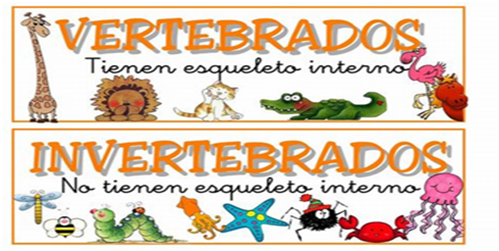 VERTEBRADOS
Tienen esqueleto interno
INVERTEBRADOS
No tienen esqueleto interno